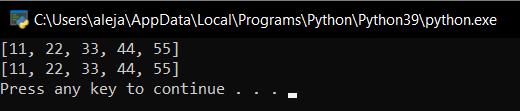 C:\Users\aleja\AppData\Local\Programs\Python\Python39\python.exe
[11, 22, 33, 44, 55]
[11, 22, 33, 44, 55]
Press any key to continue . . .